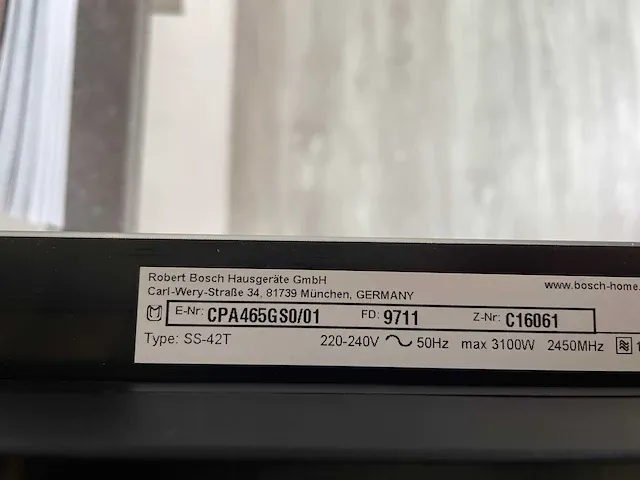 Robert Bosch Hausgeräte GmbH www.bosch-home.
Carl-Wery-Straße 34, 81739 München, GERMANY
E-Nr: CPA465GS0/01 FD: 9711 Z-Nr: C16061
Type: SS-42T 220-240V ~ 50Hz max 3100W 2450MHz 1